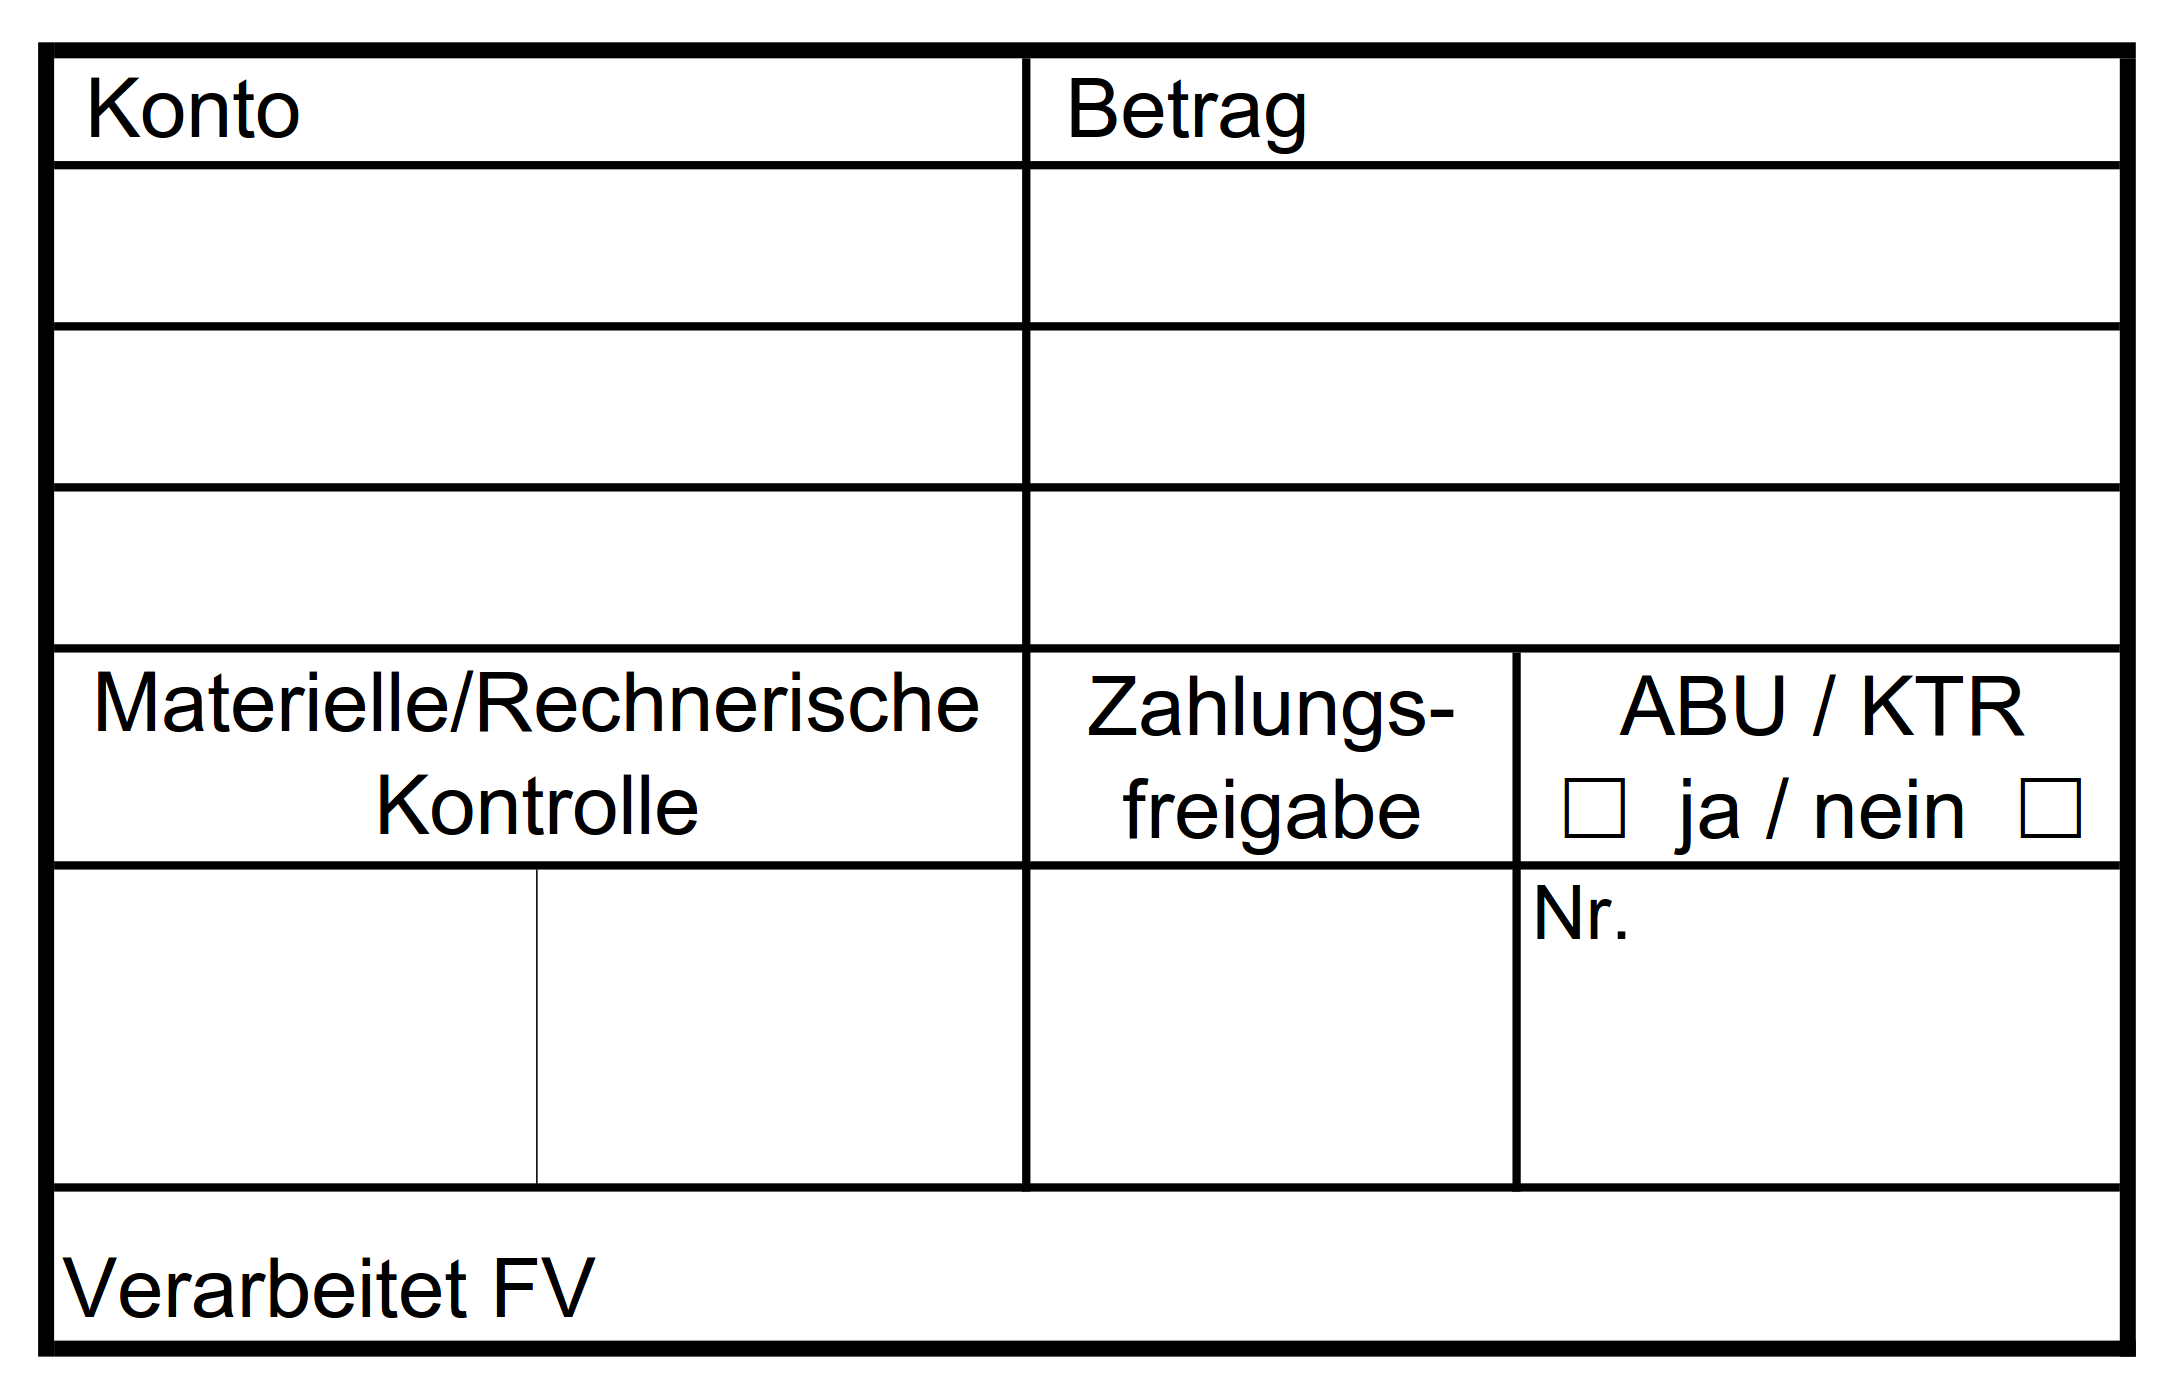 Konto
Betrag
Materielle/Rechnerische
Kontrolle
Zahlungs-
freigabe
ABU / KTR
☐ ja / nein ☐
Nr.
Verarbeitet FV